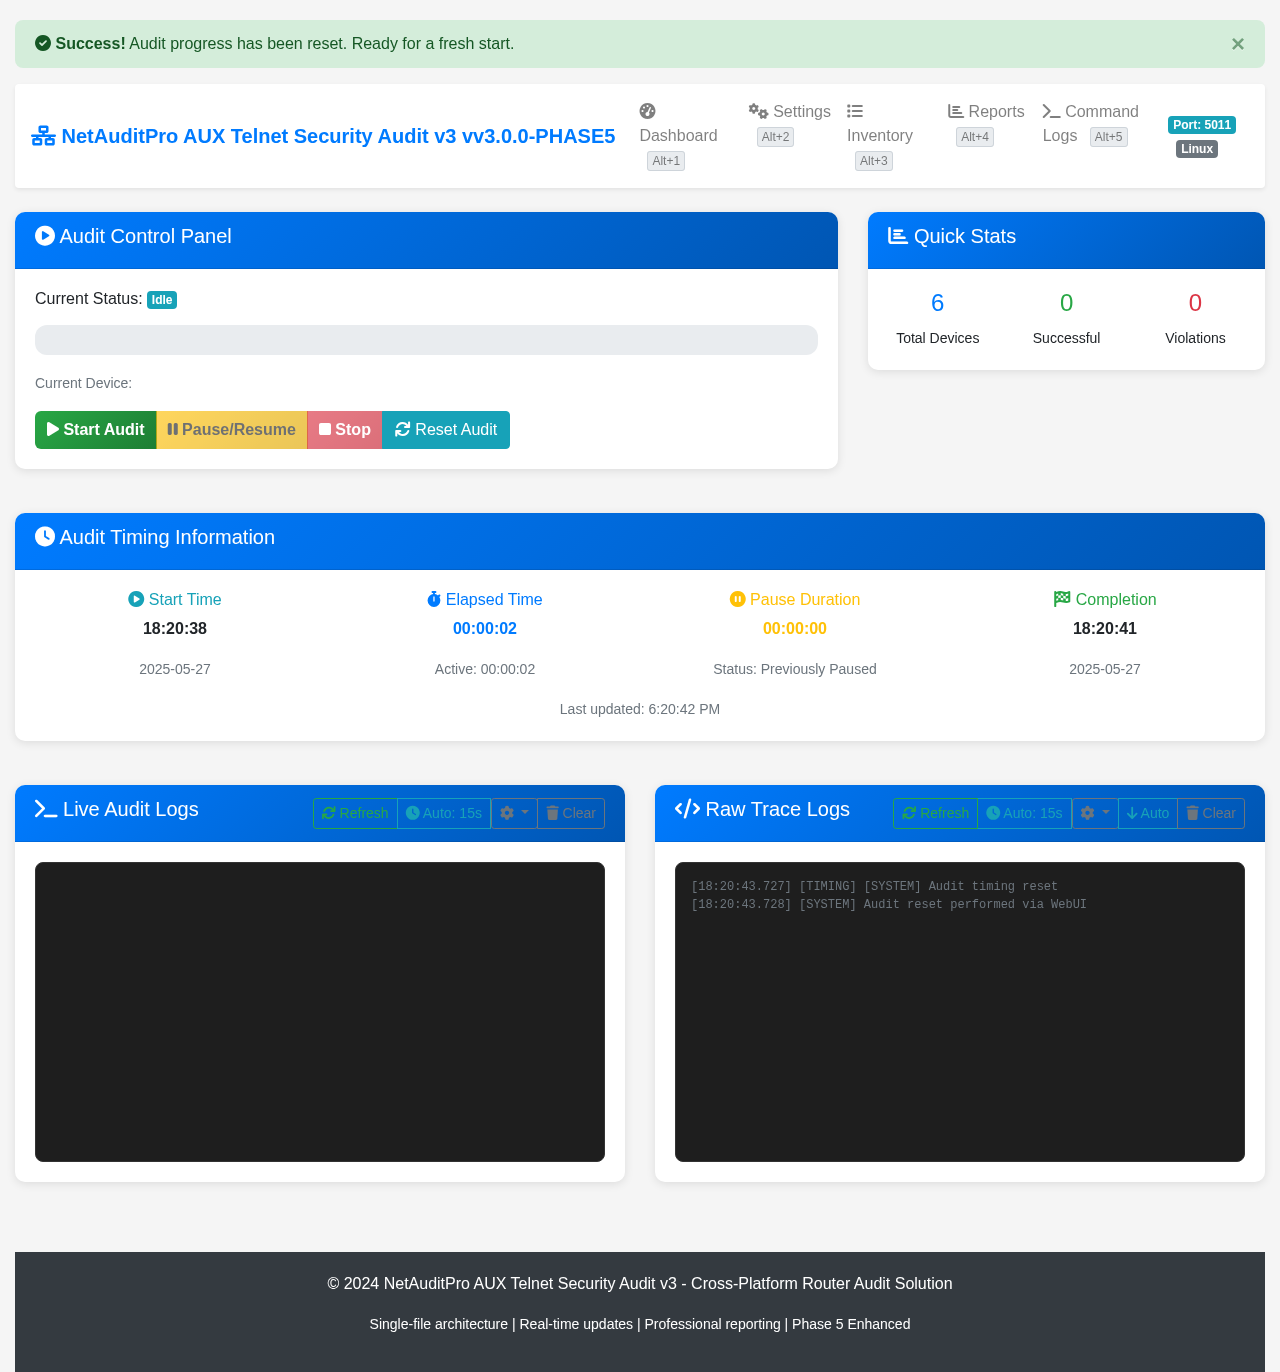 Success! Audit progress has been reset. Ready for a fresh start. ×
NetAuditPro AUX Telnet Security Audit v3 vv3.0.0-PHASE5
Dashboard
Alt+1
Settings
Alt+2
Inventory
Alt+3
Reports
Alt+4
Command
Logs Alt+5
Port: 5011
Linux
Audit Control Panel
Current Status: Idle
Current Device:
Start Audit Pause/Resume Stop Reset Audit
Quick Stats
6 0 0
Total Devices Successful Violations
Audit Timing Information
Start Time Elapsed Time Pause Duration Completion
18:20:38 00:00:02 00:00:00 18:20:41
2025-05-27 Active: 00:00:02 Status: Previously Paused 2025-05-27
Last updated: 6:20:42 PM
Live Audit Logs Refresh Auto: 15s Clear
Raw Trace Logs Refresh Auto: 15s Auto Clear
[18:20:43.727] [TIMING] [SYSTEM] Audit timing reset
[18:20:43.728] [SYSTEM] Audit reset performed via WebUI
© 2024 NetAuditPro AUX Telnet Security Audit v3 - Cross-Platform Router Audit Solution
Single-file architecture | Real-time updates | Professional reporting | Phase 5 Enhanced